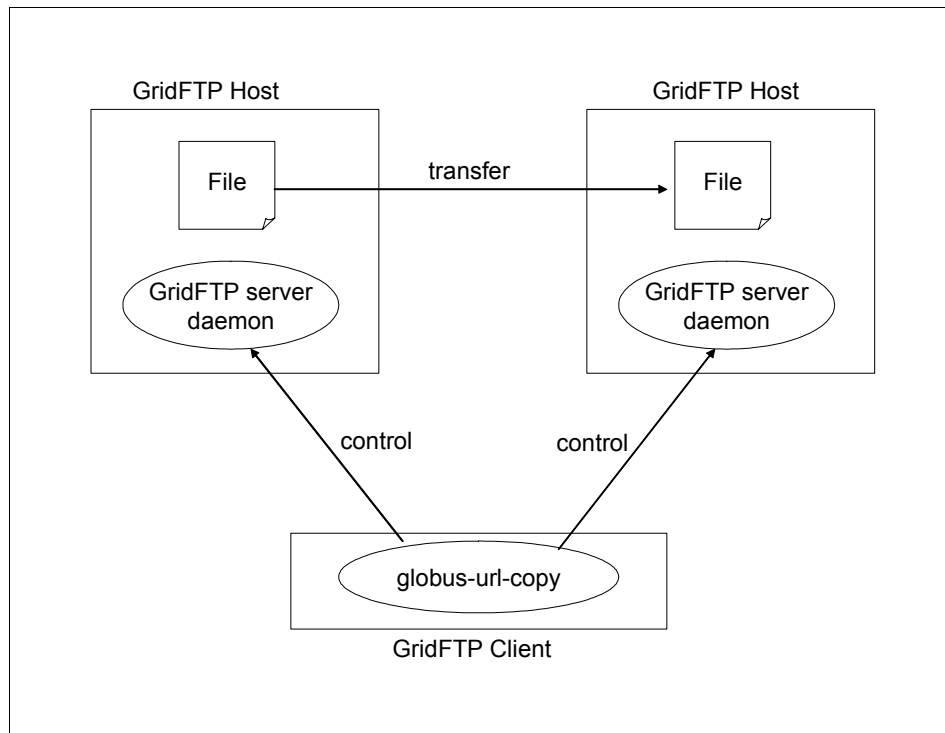 GridFTP Host
GridFTP Host
File
transfer
File
GridFTP server
daemon
GridFTP server
daemon
control
control
globus-url-copy
GridFTP Client